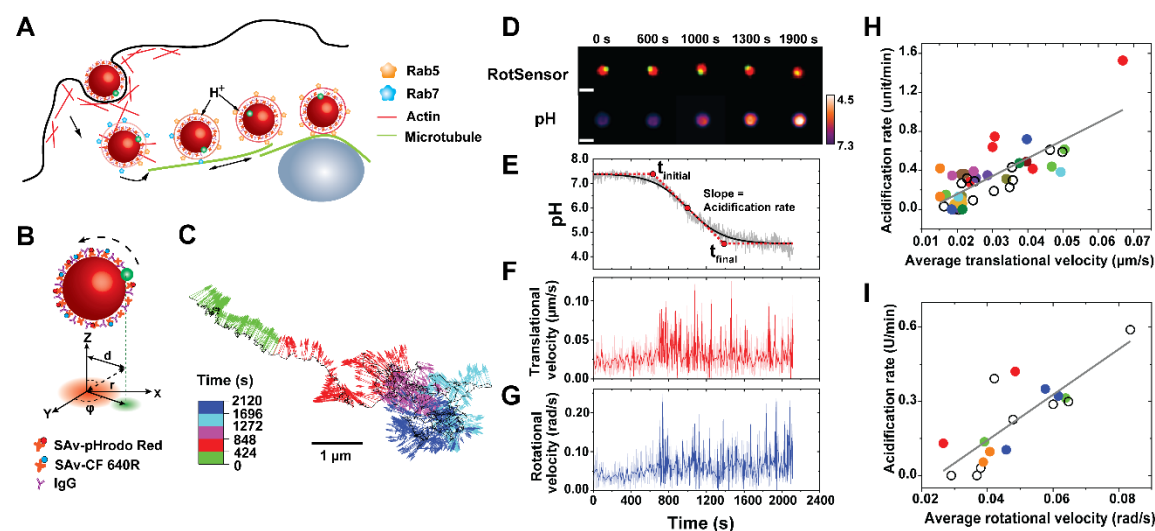 A
Rab5
Rab7
Actin
Microtubule
H+
B
Z
d
r
X
Y
φ
SAv-pHrodo Red
SAv-CF 640R
IgG
C
Time (s)
2120
1696
1272
848
424
0
1 μm
D
0 s 600 s 1000 s 1300 s 1900 s
RotSensor
pH
4.5
7.3
E
8.0
7.0
6.0
5.0
4.0
pH
tinitial
Slope =
Acidification rate
tfinal
F
0.10
0.05
0.00
Translational
velocity (μm/s)
G
0.20
0.10
0.00
Rotational
velocity (rad/s)
0 400 800 1200 1600 2000 2400
Time (s)
H
1.6
1.2
0.8
0.4
0.0
Acidification rate (unit/min)
0.01 0.02 0.03 0.04 0.05 0.06 0.07
Average translational velocity (μm/s)
I
0.6
0.3
0.0
Acidification rate (U/min)
0.02 0.04 0.06 0.08
Average rotational velocity (rad/s)